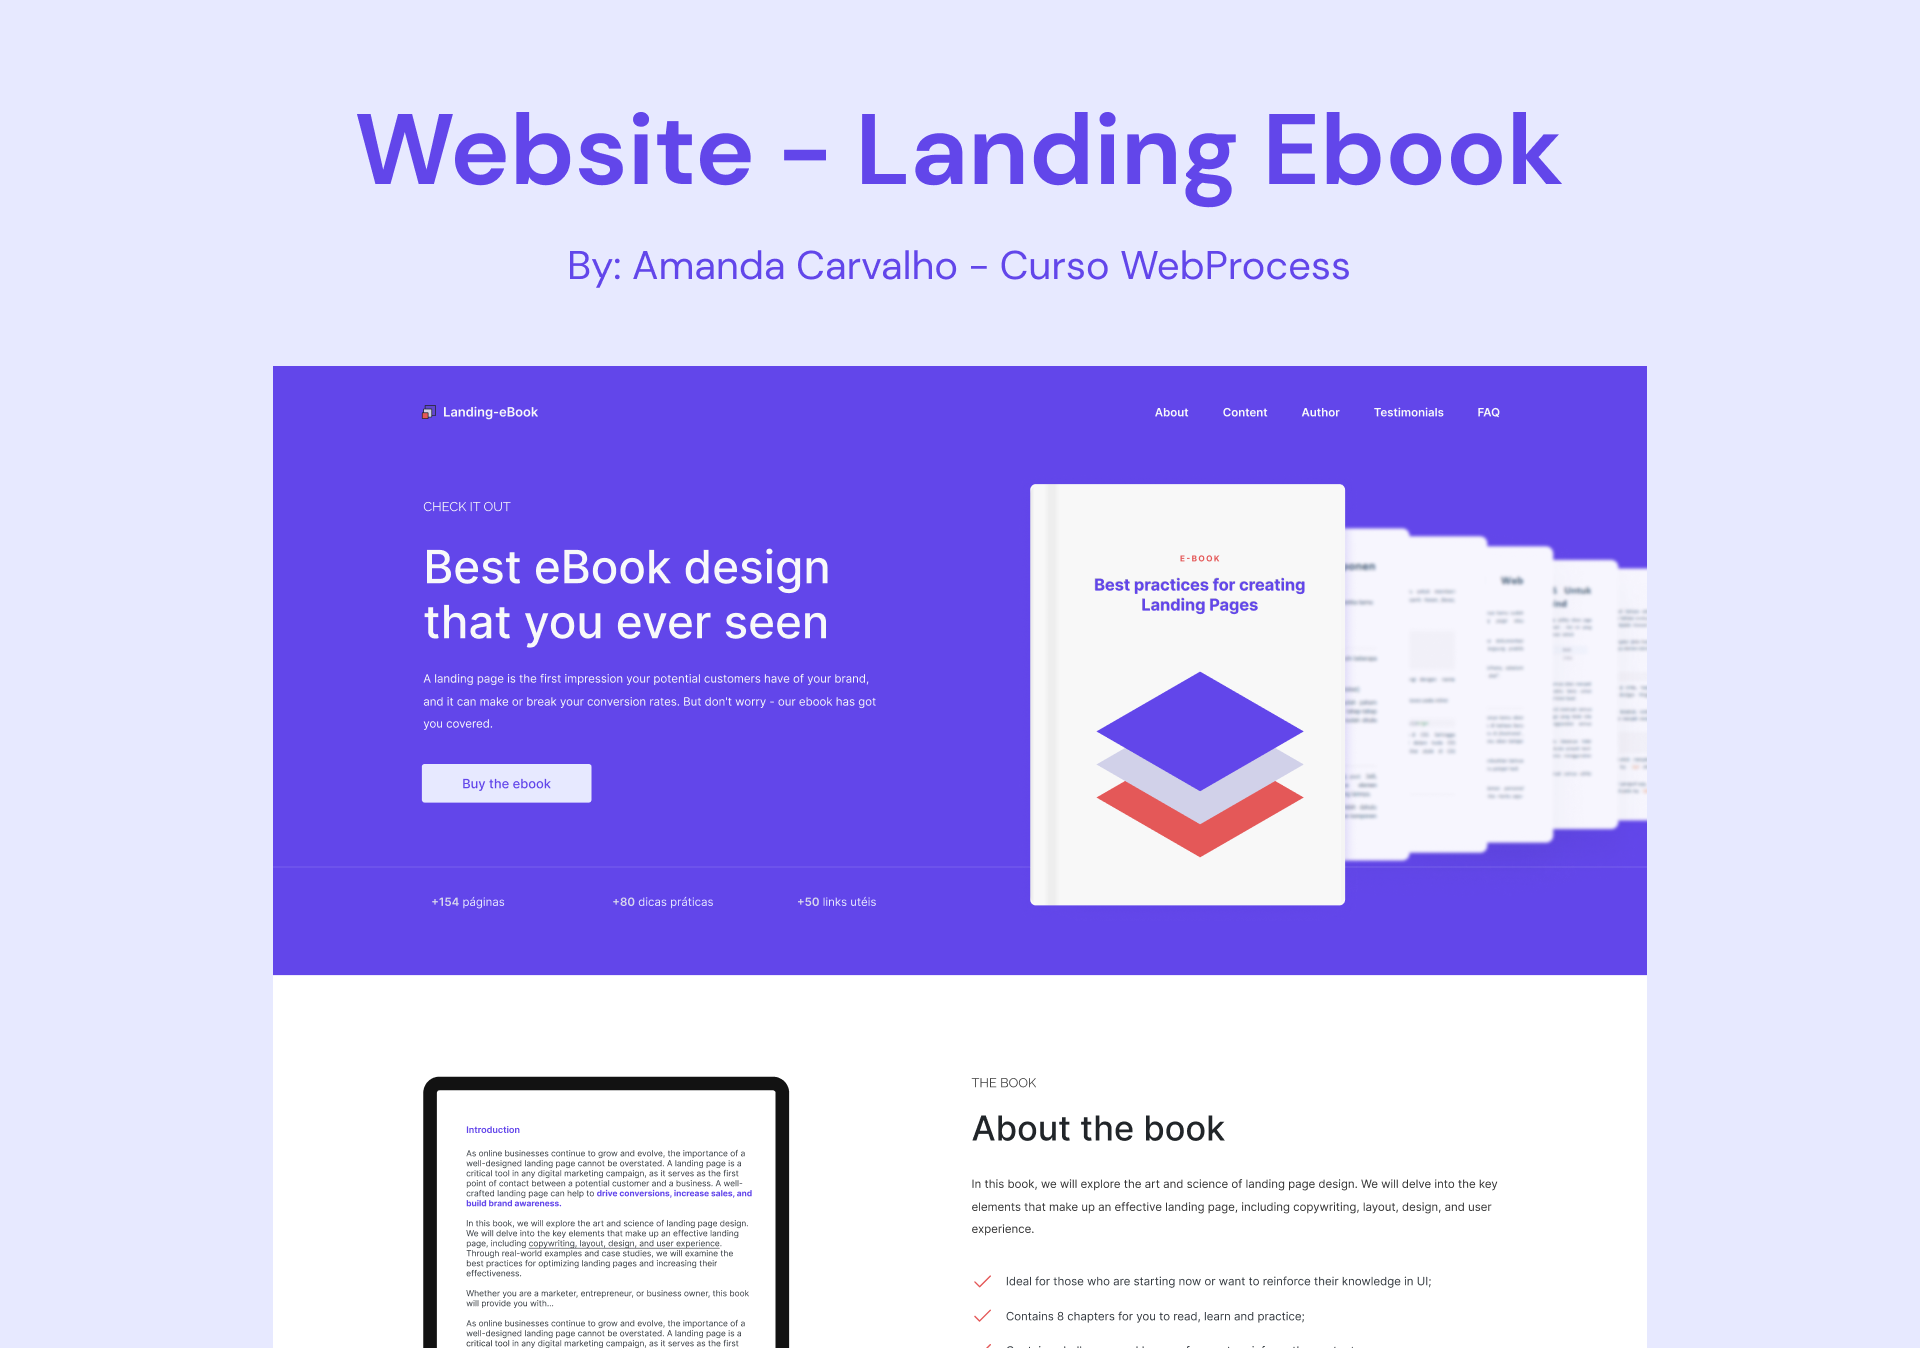 Website - Landing Ebook
By: Amanda Carvalho - Curso WebProcess
Landing-eBook
About
Content
Author
Testimonials
FAQ
CHECK IT OUT
Best eBook design
that you ever seen
A landing page is the first impression your potential customers have of your brand,
and it can make or break your conversion rates. But don't worry - our ebook has got
you covered.
Buy the ebook
+154 páginas
+80 dicas práticas
+50 links utéis
E-BOOK
Best practices for creating
Landing Pages
Web
Untuk
Introduction
As online businesses continue to grow and evolve, the importance of a
well-designed landing page cannot be overstated. A landing page is a
critical tool in any digital marketing campaign, as it serves as the first
point of contact between a potential customer and a business. A well-
crafted landing page can help to drive conversions, increase sales, and
build brand awareness.
In this book, we will explore the art and science of landing page design.
We will delve into the key elements that make up an effective landing
page, including copywriting, layout, design, and user experience.
Through real-world examples and case studies, we will examine the
best practices for optimizing landing pages and increasing their
effectiveness.
Whether you are a marketer, entrepreneur, or business owner, this book
will provide you with...
As online businesses continue to grow and evolve, the importance of a
well-designed landing page cannot be overstated. A landing page is a
critical tool in any digital marketing campaign, as it serves as the first
THE BOOK
About the book
In this book, we will explore the art and science of landing page design. We will delve into the key
elements that make up an effective landing page, including copywriting, layout, design, and user
experience.
Ideal for those who are starting now or want to reinforce their knowledge in UI;
Contains 8 chapters for you to read, learn and practice;